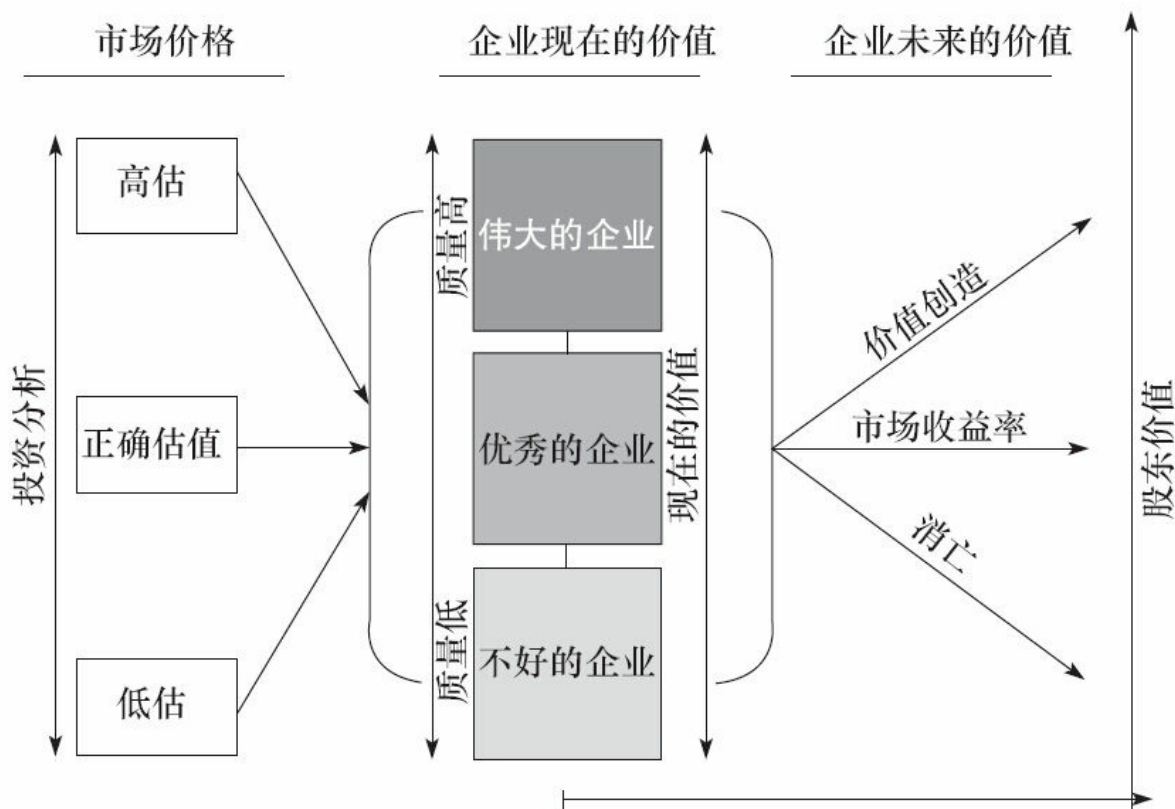 市场价格
企业现在的价值
企业未来的价值
投资分析
高估
正确估值
低估
质量高
质量低
伟大的企业
优秀的企业
不好的企业
现在的价值
价值创造
市场收益率
消亡
股东价值